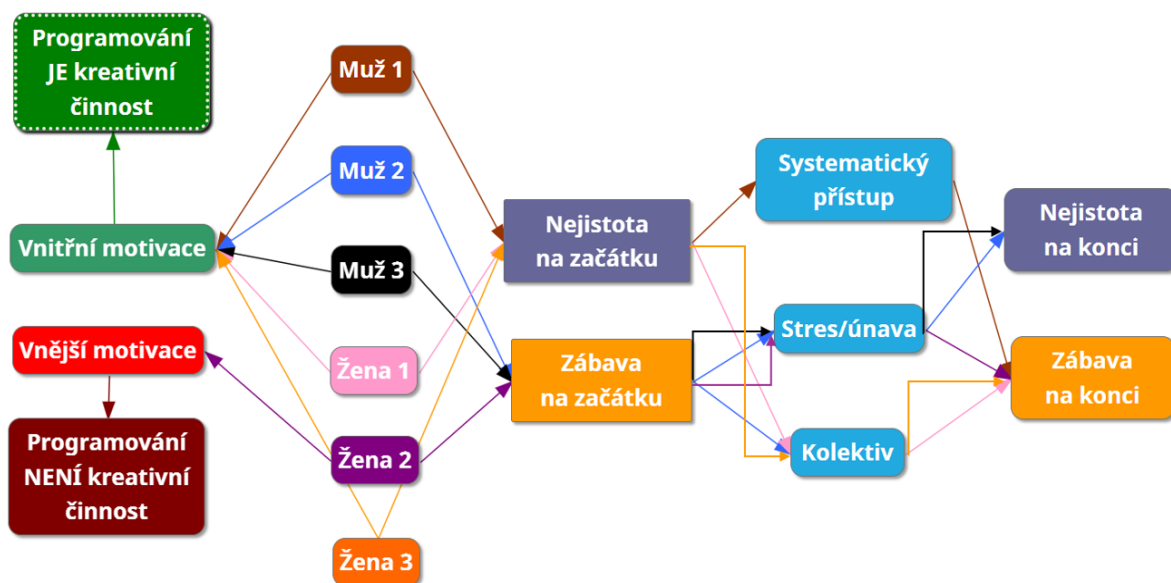 Programování
JE kreativní
činnost
Vnitřní motivace
Vnější motivace
Programování
NENÍ kreativní
činnost
Muž 1
Muž 2
Muž 3
Žena 1
Žena 2
Žena 3
Nejistota
na začátku
Zábava
na začátku
Systematický
přístup
Stres/únava
Kolektiv
Nejistota
na konci
Zábava
na konci